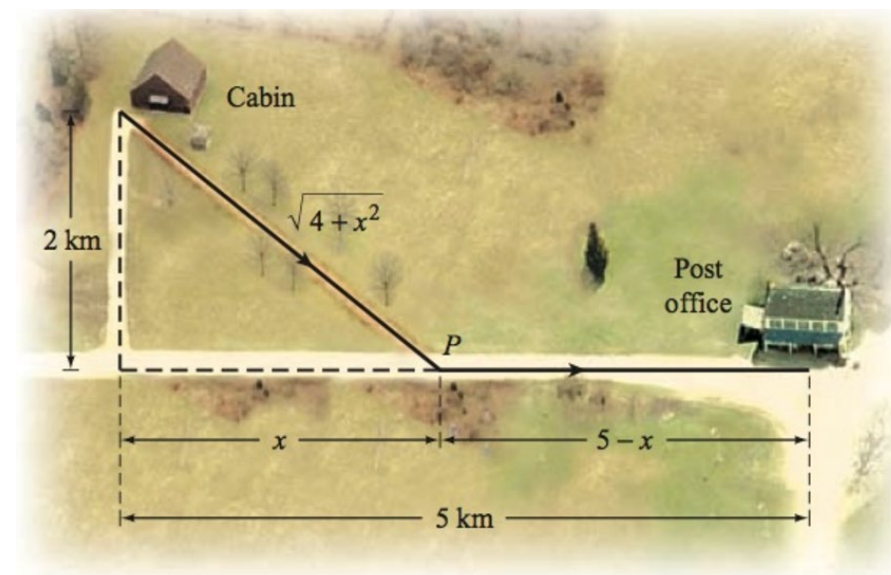 Cabin
√4 + x²
2 km
Post
office
P
x
5 – x
5 km